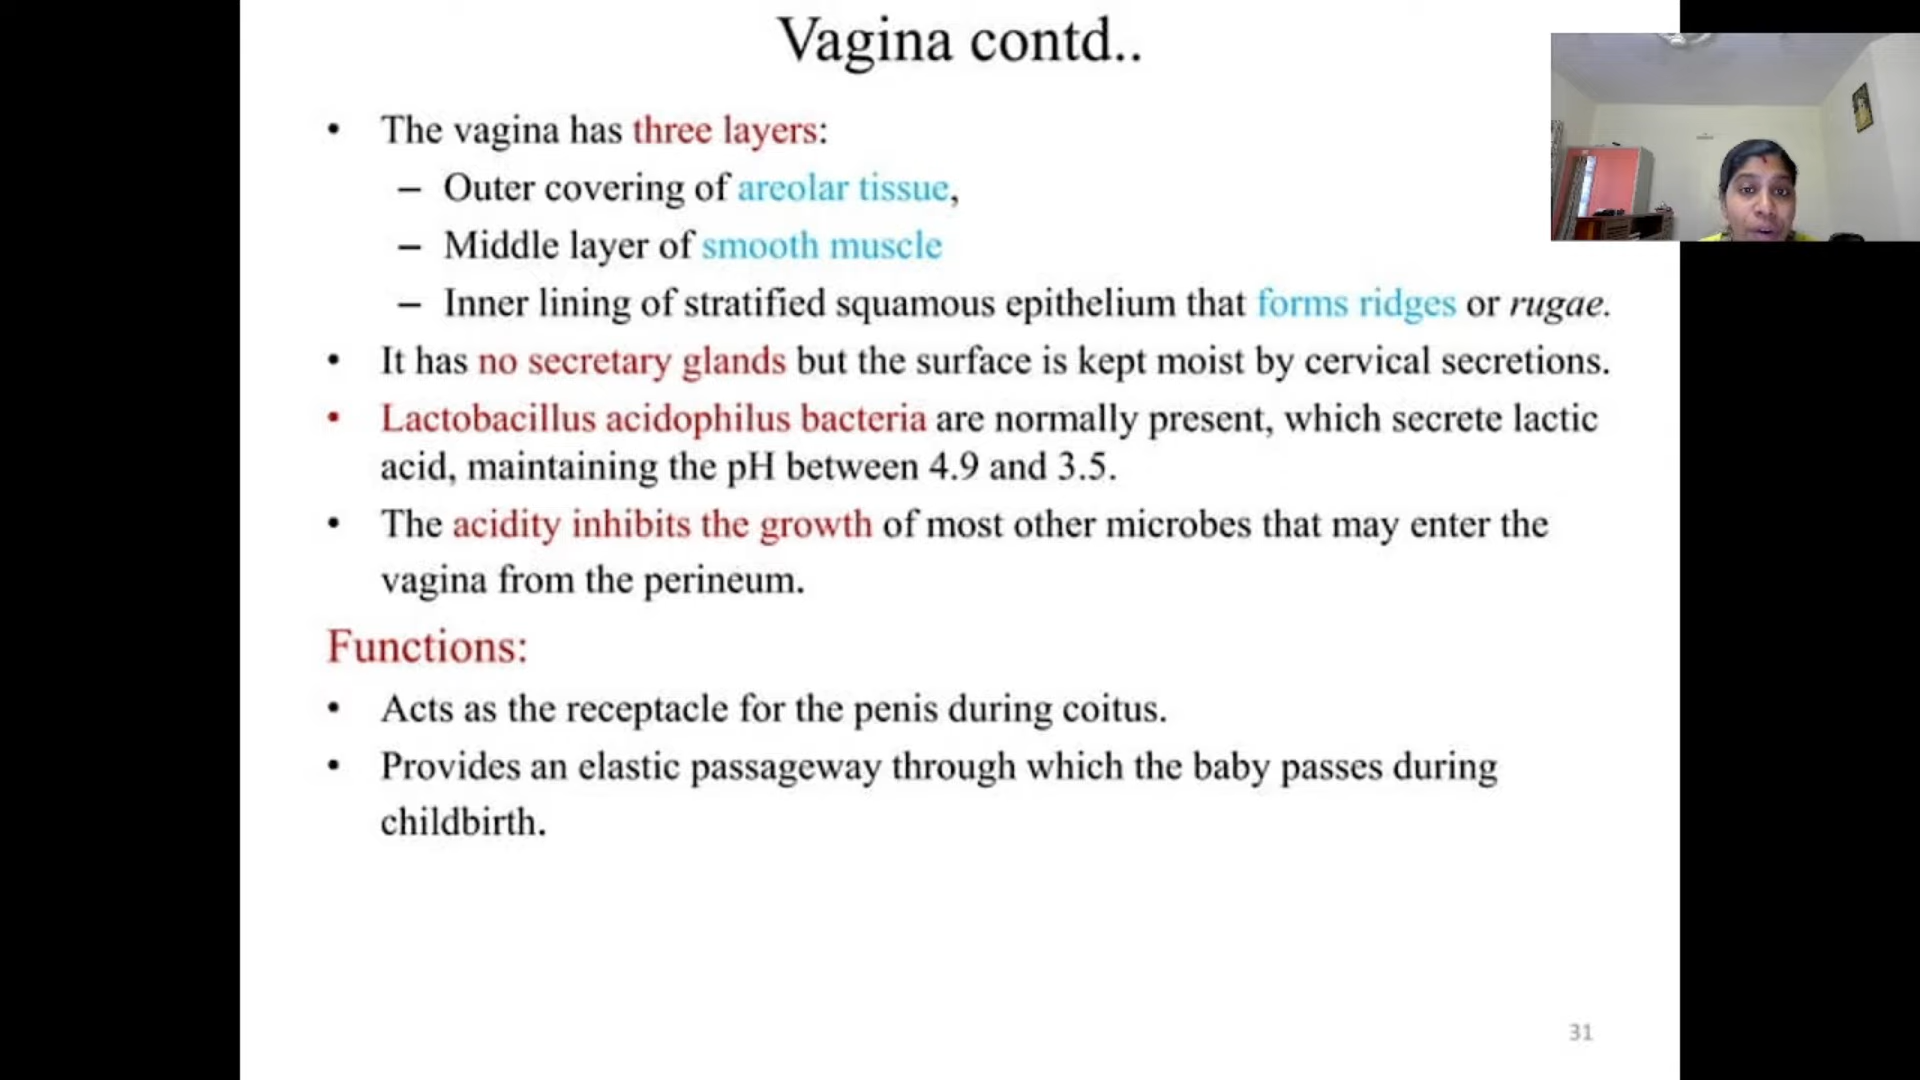 Vagina contd..
• The vagina has three layers:
– Outer covering of areolar tissue,
– Middle layer of smooth muscle
– Inner lining of stratified squamous epithelium that forms ridges or rugae.
• It has no secretary glands but the surface is kept moist by cervical secretions.
• Lactobacillus acidophilus bacteria are normally present, which secrete lactic
acid, maintaining the pH between 4.9 and 3.5.
• The acidity inhibits the growth of most other microbes that may enter the
vagina from the perineum.
Functions:
• Acts as the receptacle for the penis during coitus.
• Provides an elastic passageway through which the baby passes during
childbirth.
31